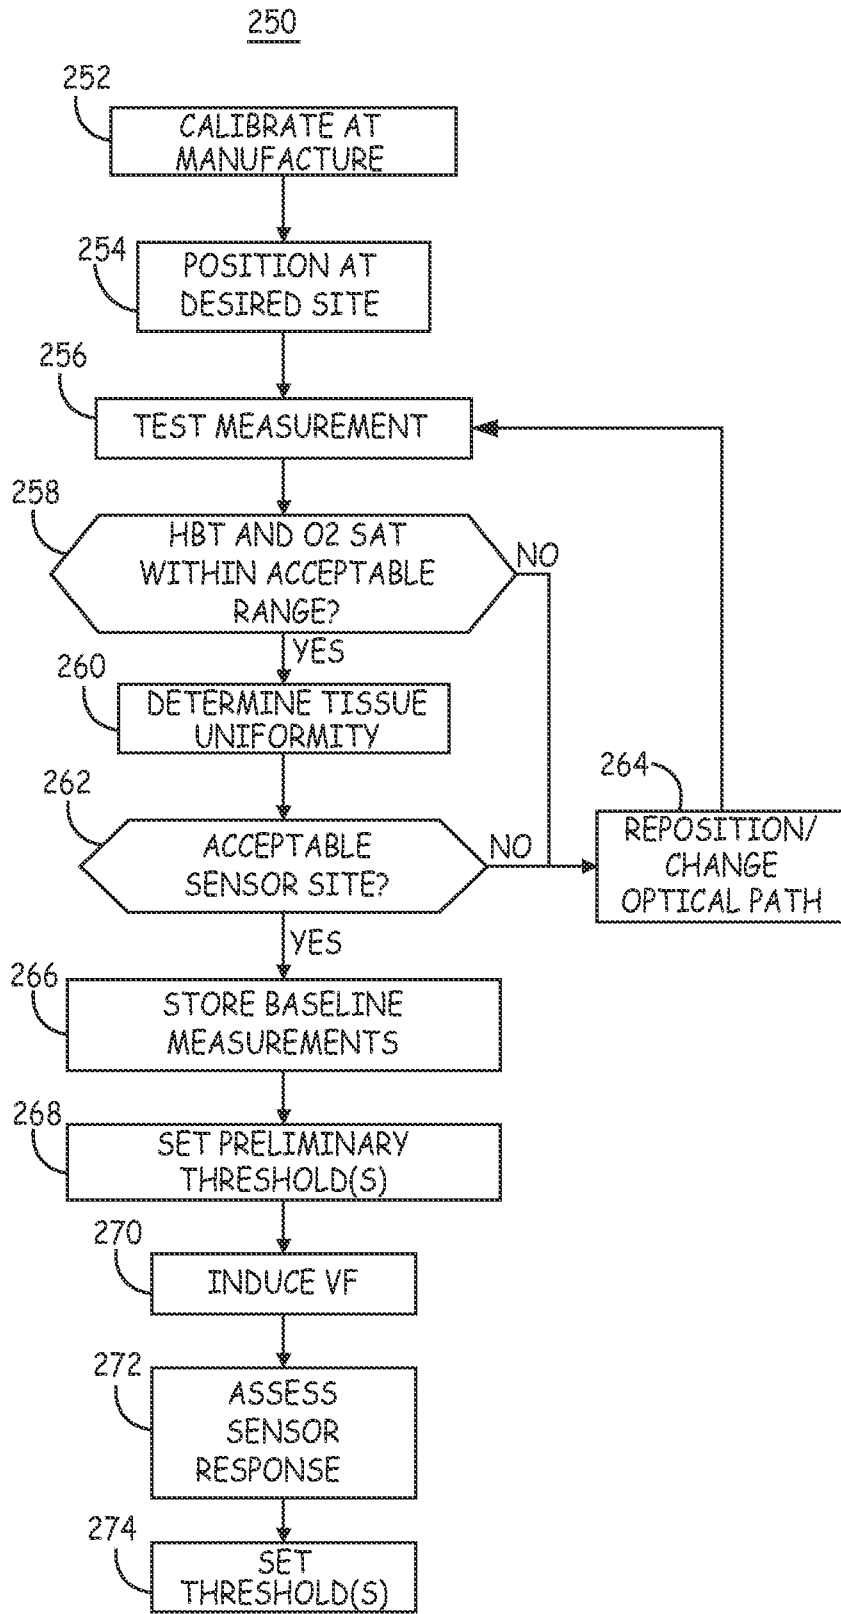 250
252
CALIBRATE AT
MANUFACTURE
254
POSITION AT
DESIRED SITE
256
TEST MEASUREMENT
258
HBT AND O2 SAT
WITHIN ACCEPTABLE
RANGE?
NO
YES
260
DETERMINE TISSUE
UNIFORMITY
262
ACCEPTABLE
SENSOR SITE?
NO
264
REPOSITION/
CHANGE
OPTICAL PATH
YES
266
STORE BASELINE
MEASUREMENTS
268
SET PRELIMINARY
THRESHOLD(S)
270
INDUCE VF
272
ASSESS
SENSOR
RESPONSE
274
SET
THRESHOLD(S)